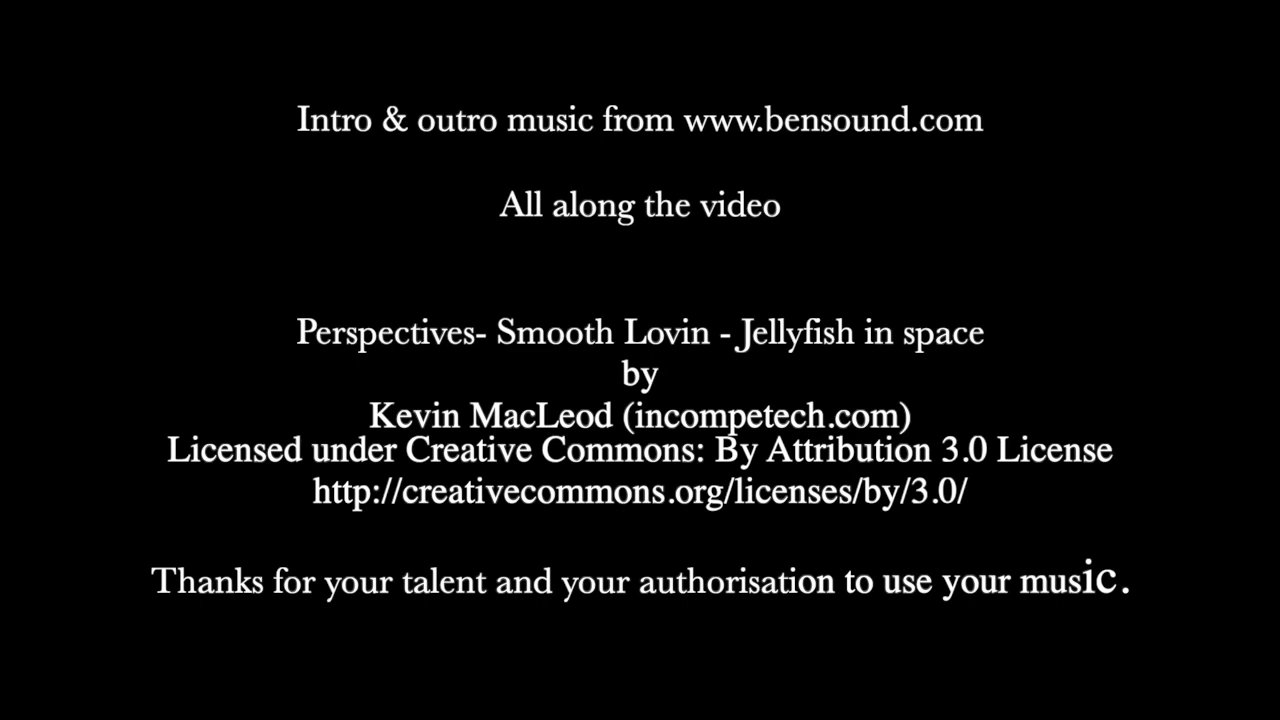 Intro & outro music from www.bensound.com
All along the video
Perspectives- Smooth Lovin - Jellyfish in space
by
Kevin MacLeod (incompetech.com)
Licensed under Creative Commons: By Attribution 3.0 License
http://creativecommons.org/licenses/by/3.0/
Thanks for your talent and your authorisation to use your music.